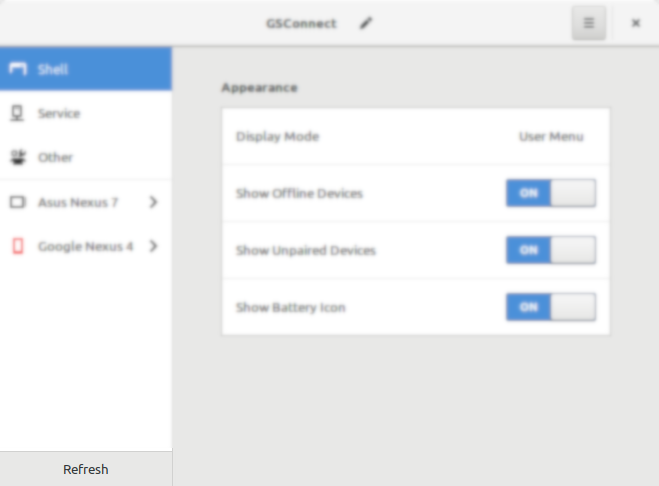 GSConnect
Shell
Service
Other
Asus Nexus 7
Google Nexus 4
Refresh
Appearance
Display Mode User Menu
Show Offline Devices ON
Show Unpaired Devices ON
Show Battery Icon ON